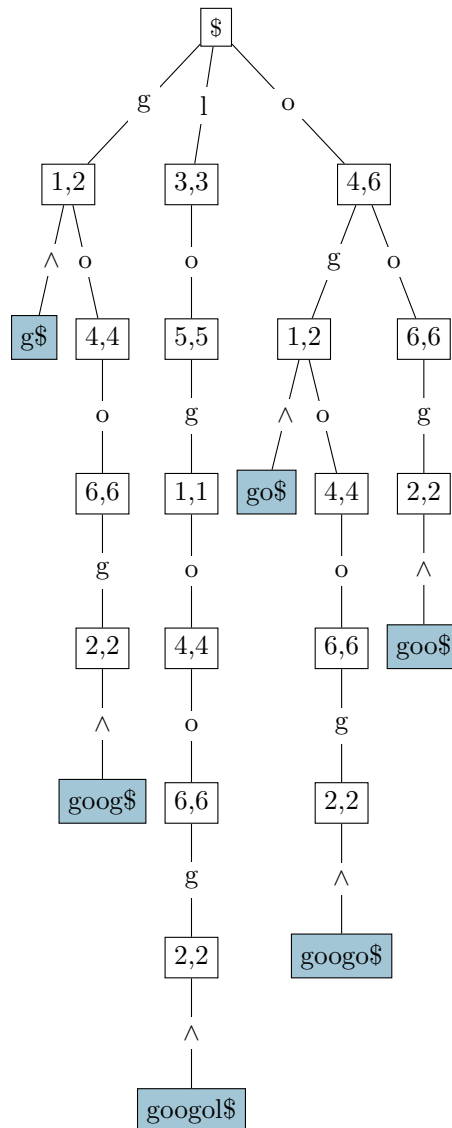 $
g l o
1,2 3,3 4,6
^ o o g o
g$ 4,4 5,5 1,2 6,6
o g ^ o g
6,6 1,1 go$ 4,4 2,2
g o o ^
2,2 4,4 6,6 goo$
^ o g
goog$ 6,6 2,2
g ^
2,2 googo$
^
googol$